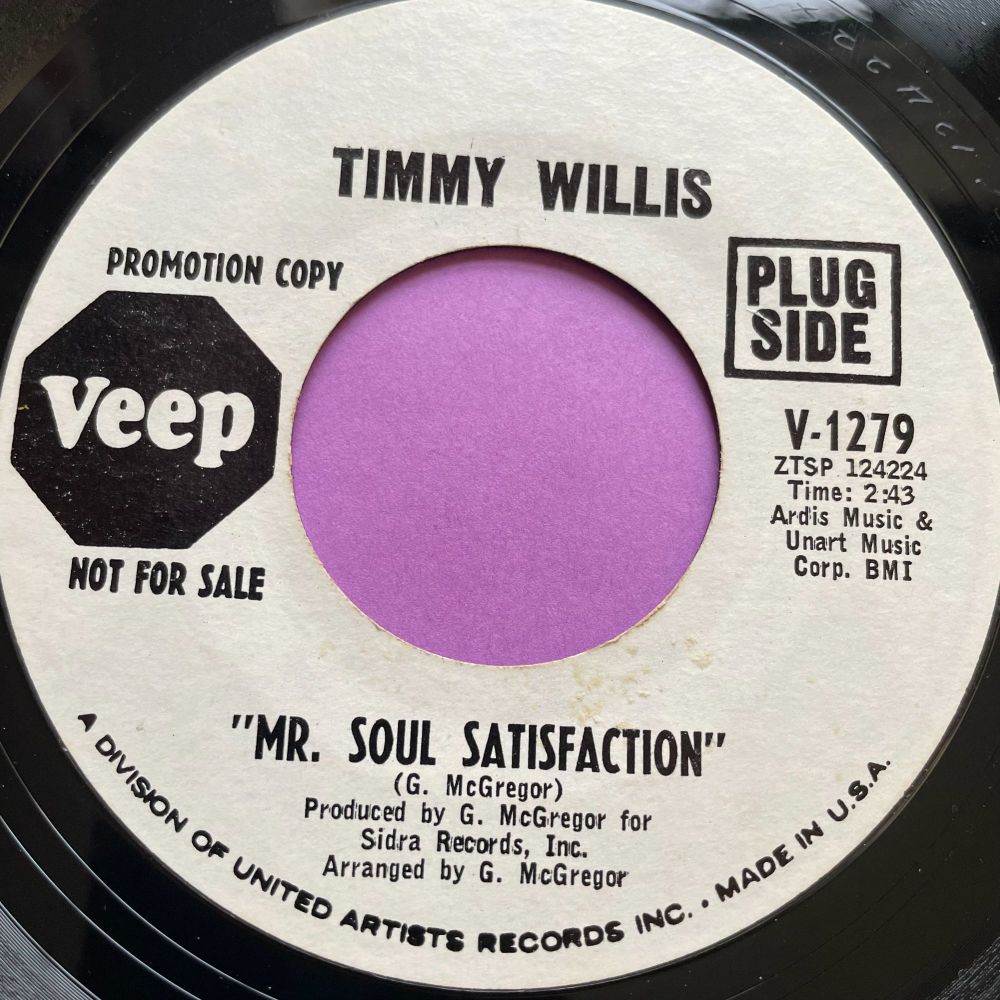 TIMMY WILLIS
PROMOTION COPY
Veep
NOT FOR SALE
PLUG
SIDE
V-1279
ZTSP 124224
Time: 2:43
Ardis Music &
Unart Music
Corp. BMI
"MR. SOUL SATISFACTION"
(G. McGregor)
Produced by G. McGregor for
Sidra Records, Inc.
Arranged by G. McGregor
A DIVISION OF UNITED ARTISTS RECORDS INC. • MADE IN U.S.A.